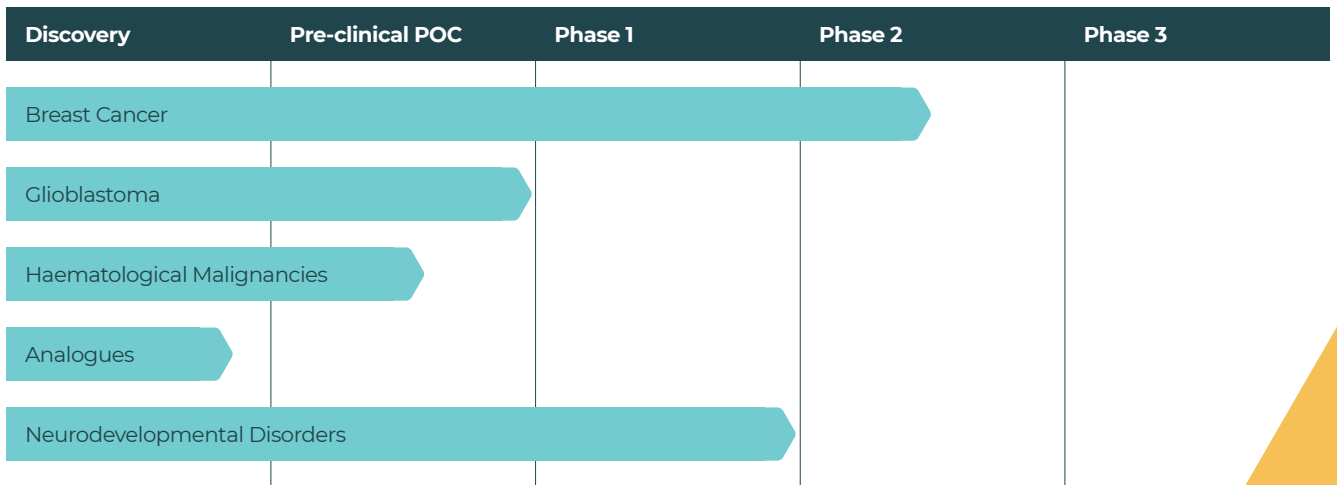 Discovery Pre-clinical POC Phase 1 Phase 2 Phase 3
Breast Cancer
Glioblastoma
Haematological Malignancies
Analogues
Neurodevelopmental Disorders